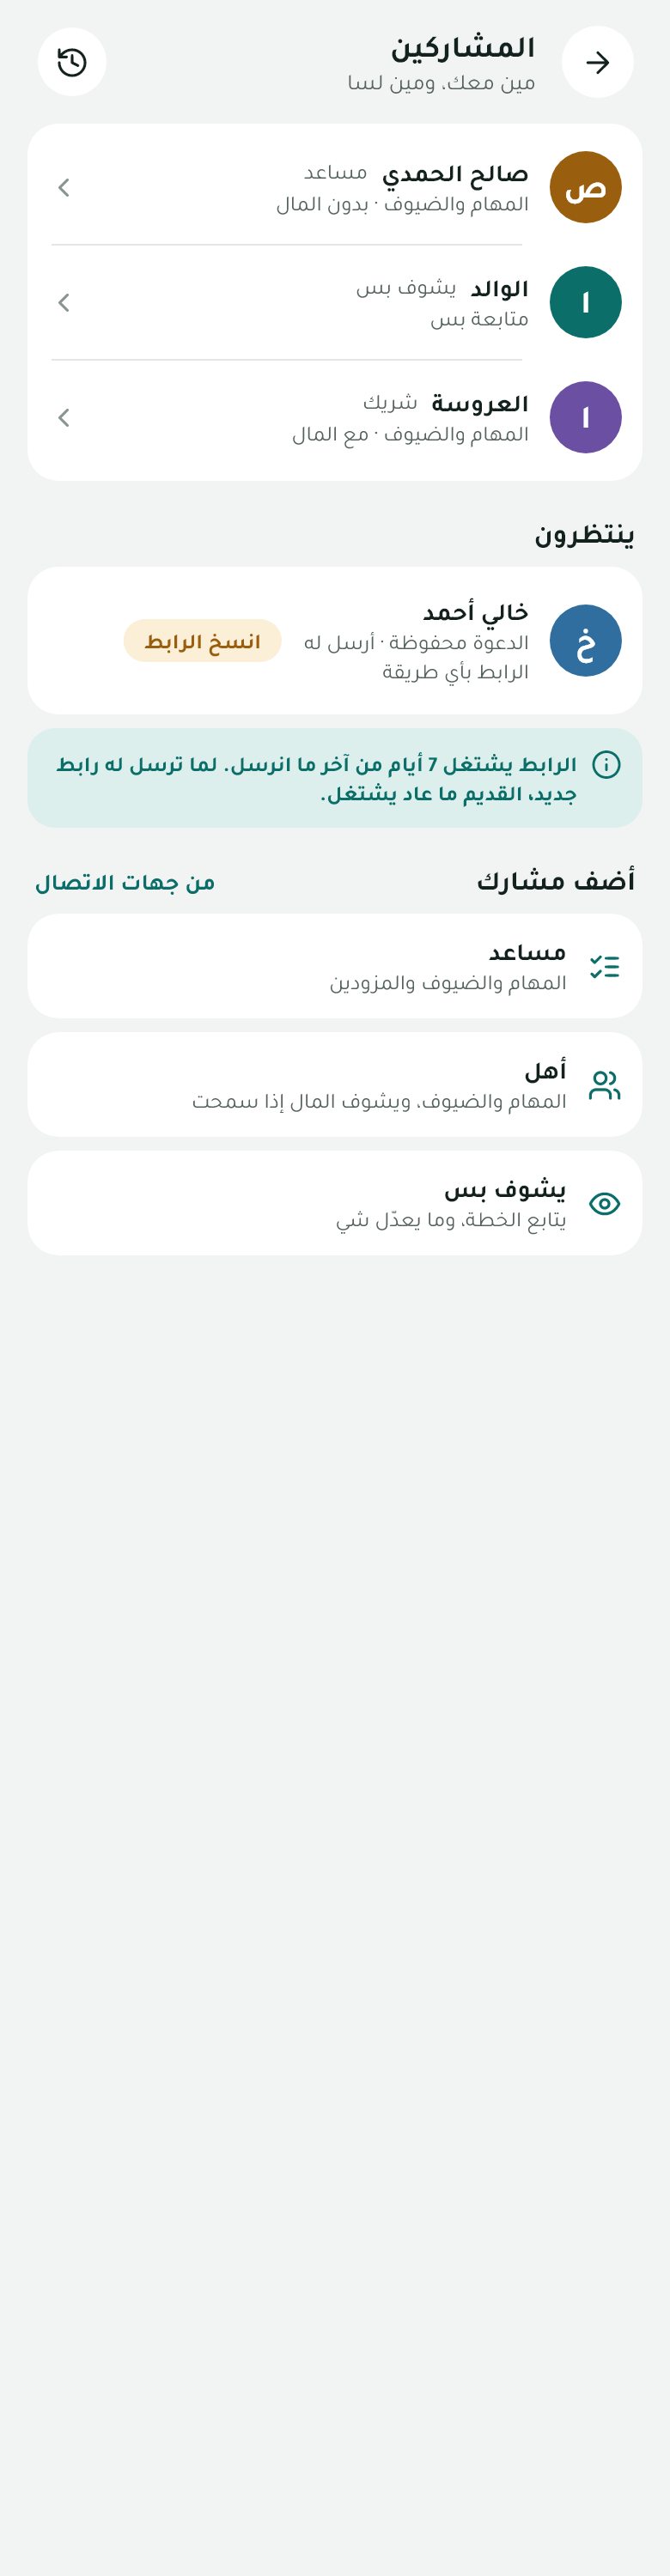 المشاركين
مين معك، ومين لسا
ص
صالح الحمدي مساعد
المهام والضيوف · بدون المال
ا
الوالد يشوف بس
متابعة بس
ا
العروسة شريك
المهام والضيوف · مع المال
ينتظرون
خ
خالي أحمد
الدعوة محفوظة · أرسل له
الرابط بأي طريقة
انسخ الرابط
الرابط يشتغل 7 أيام من آخر ما انرسل. لما ترسل له رابط
جديد، القديم ما عاد يشتغل.
أضف مشارك
من جهات الاتصال
مساعد
المهام والضيوف والمزودين
أهل
المهام والضيوف، ويشوف المال إذا سمحت
يشوف بس
يتابع الخطة، وما يعدّل شي